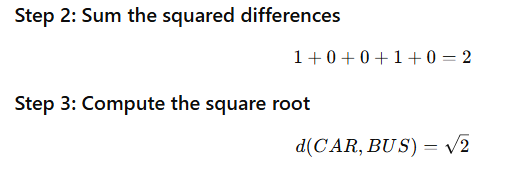 Step 2: Sum the squared differences
1 + 0 + 0 + 1 + 0 = 2
Step 3: Compute the square root
d(CAR, BUS) = √2